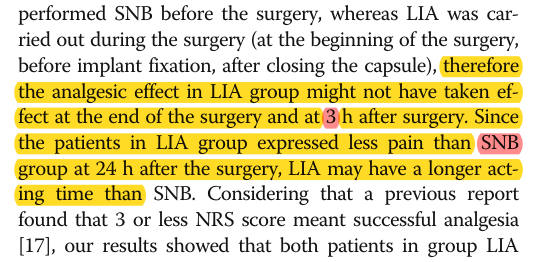 performed SNB before the surgery, whereas LIA was car-
ried out during the surgery (at the beginning of the surgery,
before implant fixation, after closing the capsule), therefore
the analgesic effect in LIA group might not have taken ef-
fect at the end of the surgery and at 3 h after surgery. Since
the patients in LIA group expressed less pain than SNB
group at 24 h after the surgery, LIA may have a longer act-
ing time than SNB. Considering that a previous report
found that 3 or less NRS score meant successful analgesia
[17], our results showed that both patients in group LIA